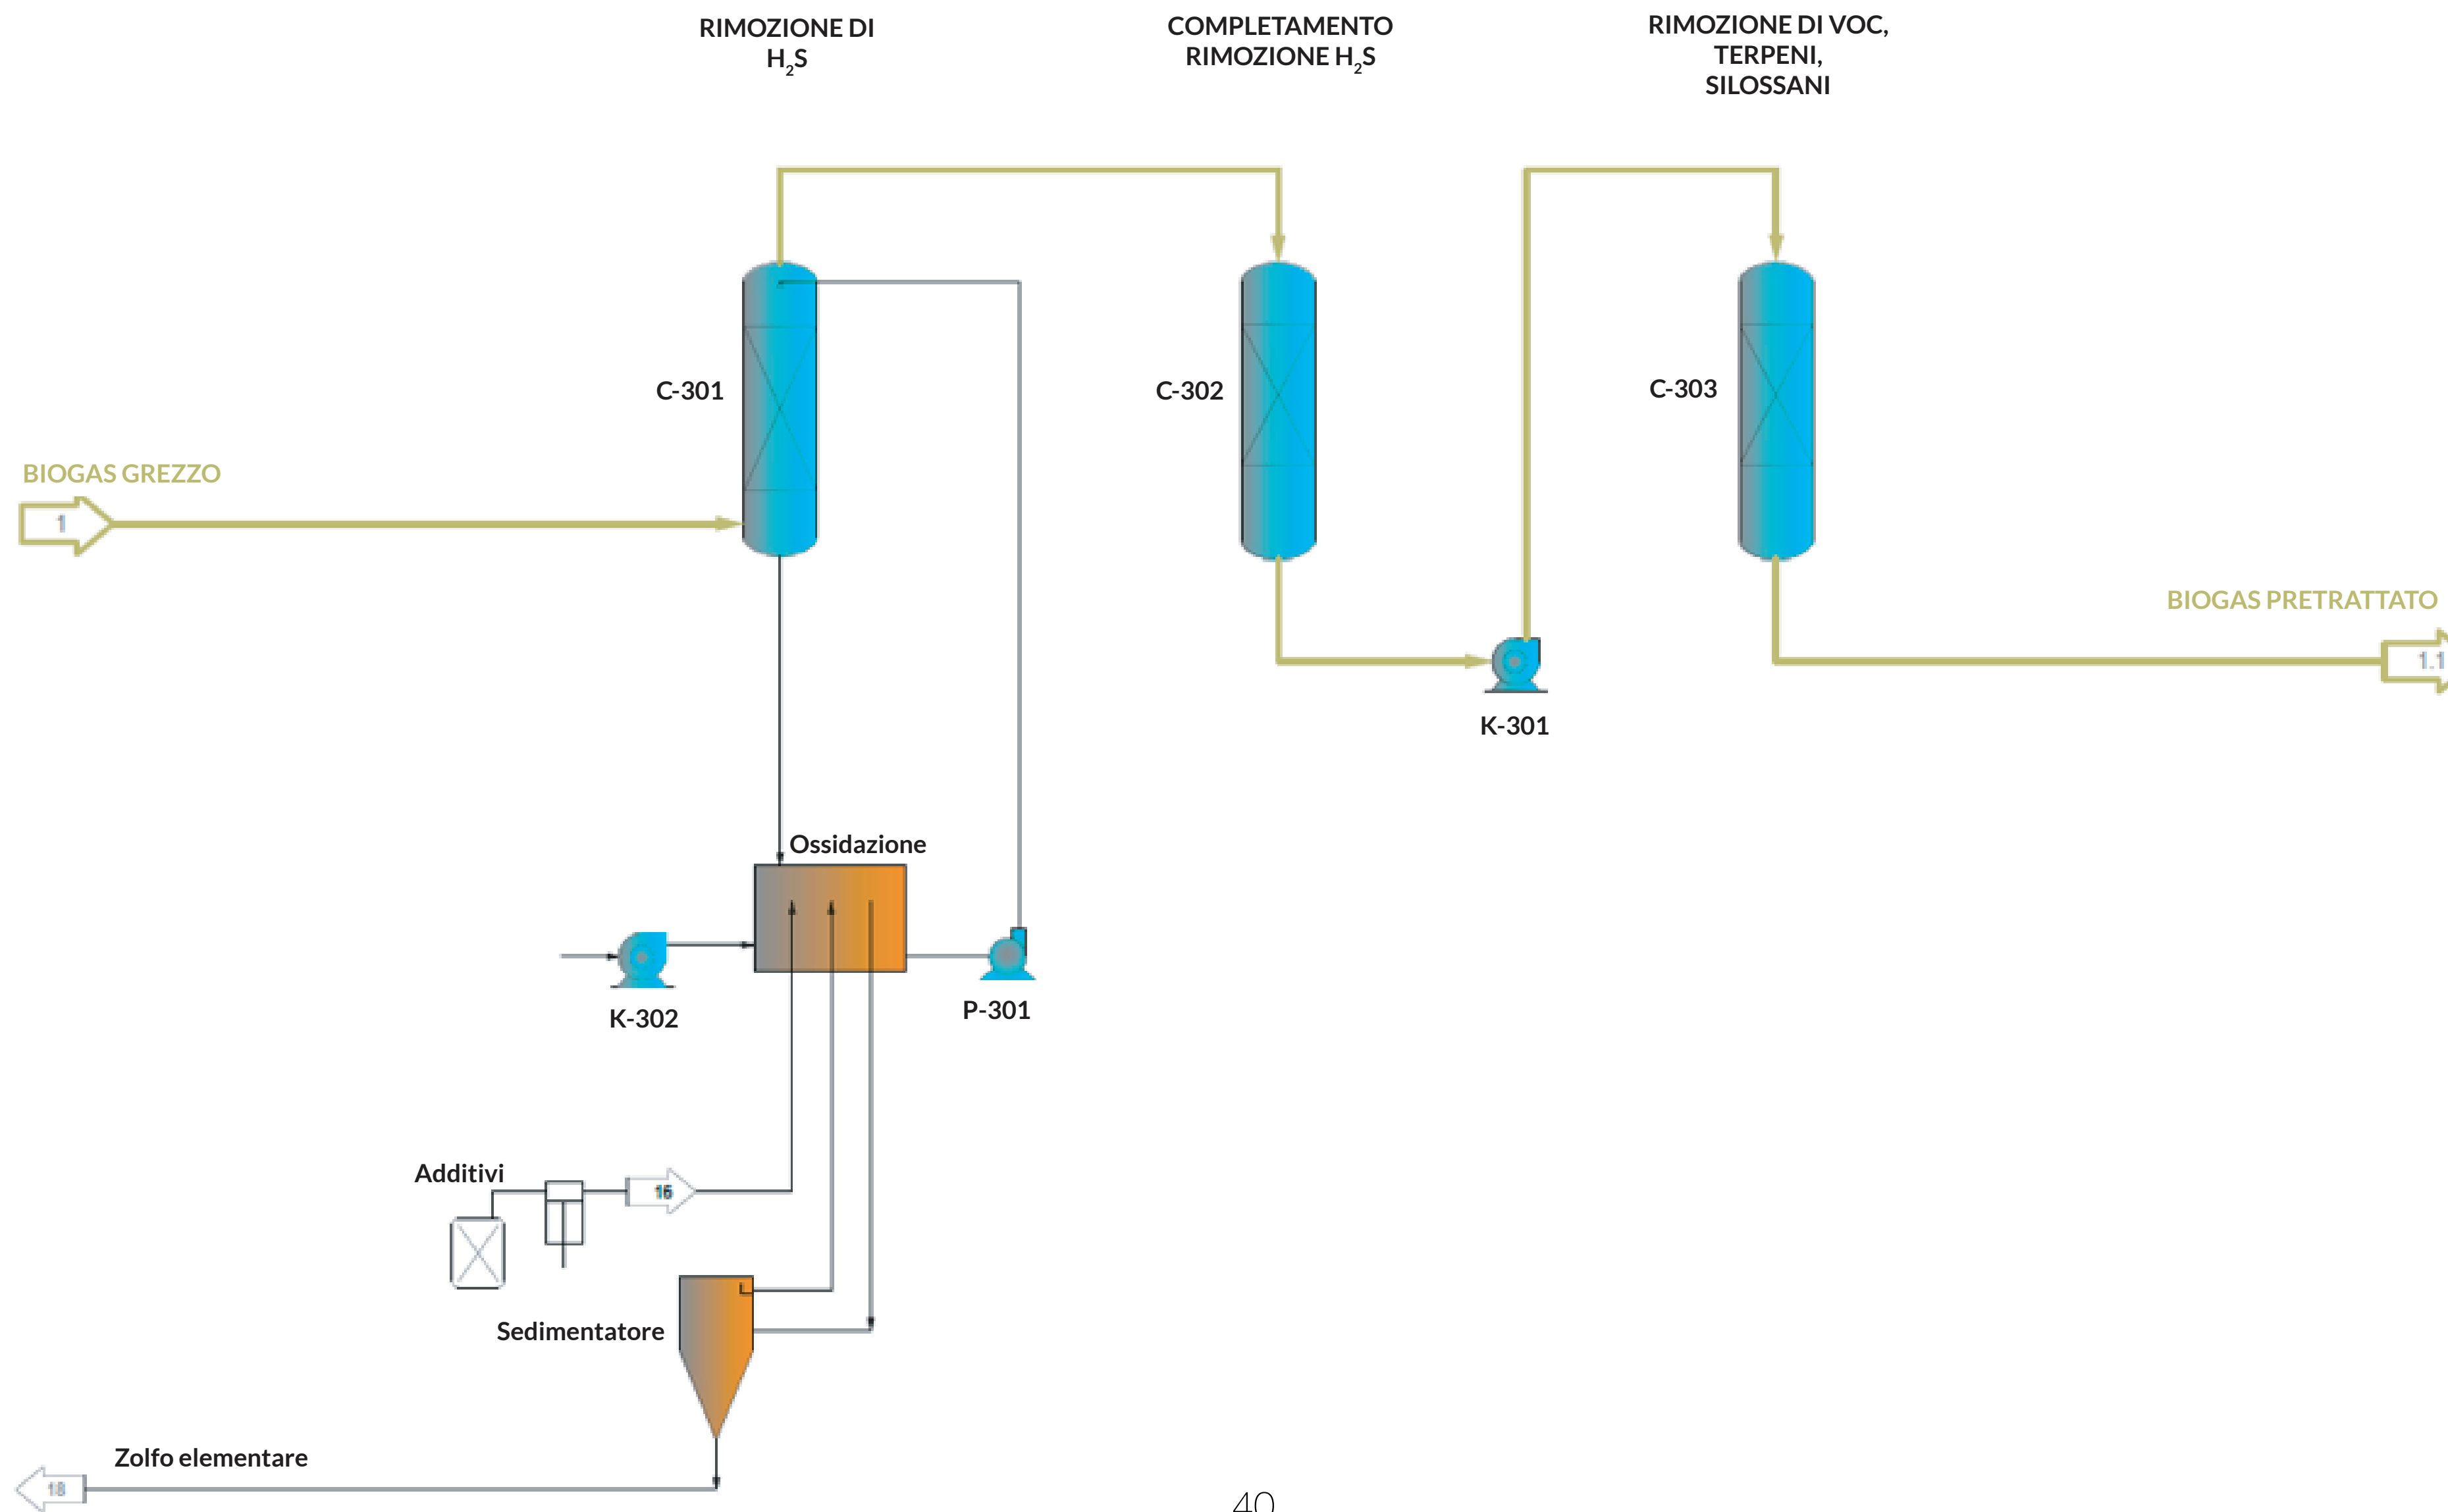 RIMOZIONE DI
H₂S
COMPLETAMENTO
RIMOZIONE H₂S
RIMOZIONE DI VOC,
TERPENI,
SILOSSANI
C-301
C-302
C-303
BIOGAS GREZZO
1
BIOGAS PRETRATTATO
1.1
K-301
Ossidazione
K-302
P-301
Additivi
Sedimentatore
Zolfo elementare
18
40